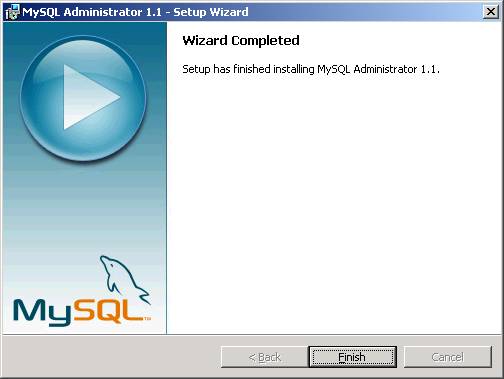 MySQL Administrator 1.1 - Setup Wizard
Wizard Completed
Setup has finished installing MySQL Administrator 1.1.
MySQL™
< Back
Finish
Cancel